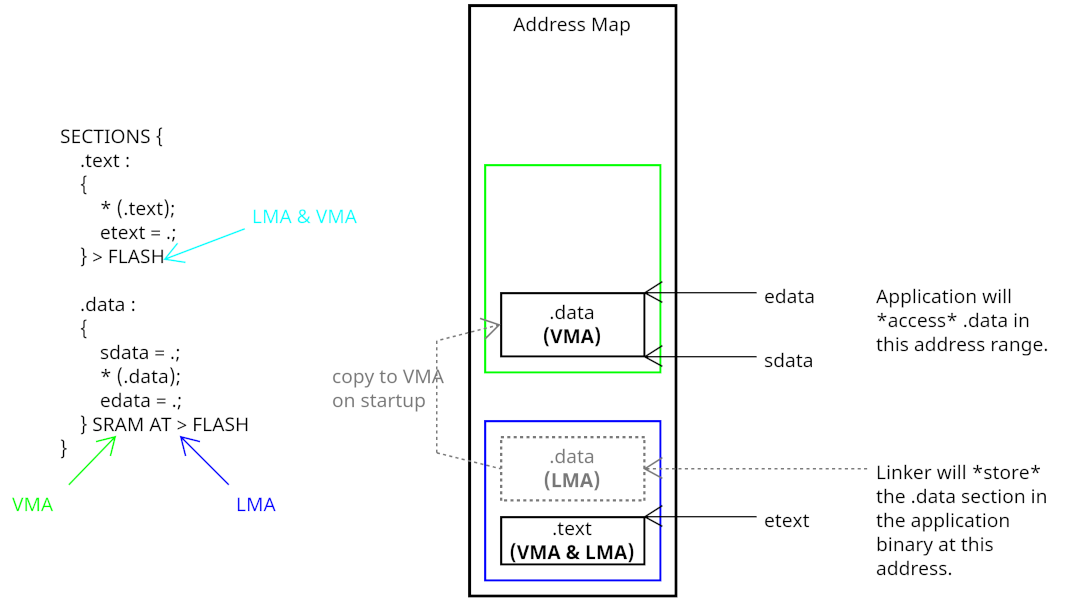 Address Map
SECTIONS {
.text :
{
* (.text);
etext = .;
} > FLASH
LMA & VMA
.data :
{
sdata = .;
* (.data);
edata = .;
} SRAM AT > FLASH
}
VMA
LMA
copy to VMA
on startup
.data
(VMA)
edata
sdata
Application will
*access* .data in
this address range.
.data
(LMA)
.text
(VMA & LMA)
etext
Linker will *store*
the .data section in
the application
binary at this
address.